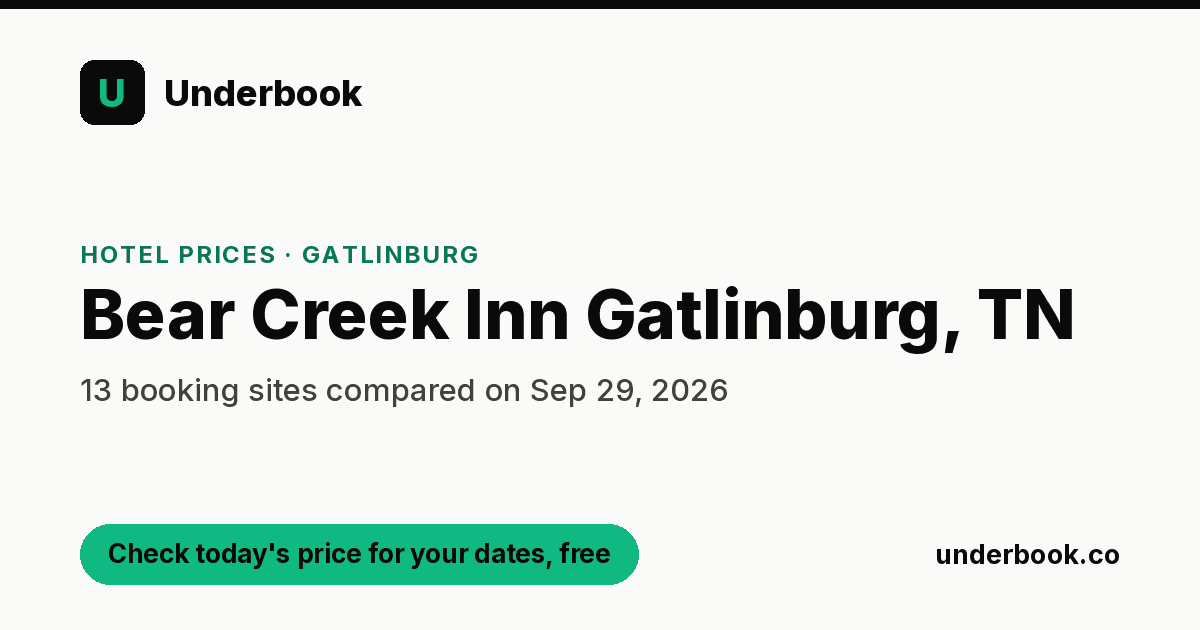 U Underbook
HOTEL PRICES · GATLINBURG
Bear Creek Inn Gatlinburg, TN
13 booking sites compared on Sep 29, 2026
Check today's price for your dates, free
underbook.co